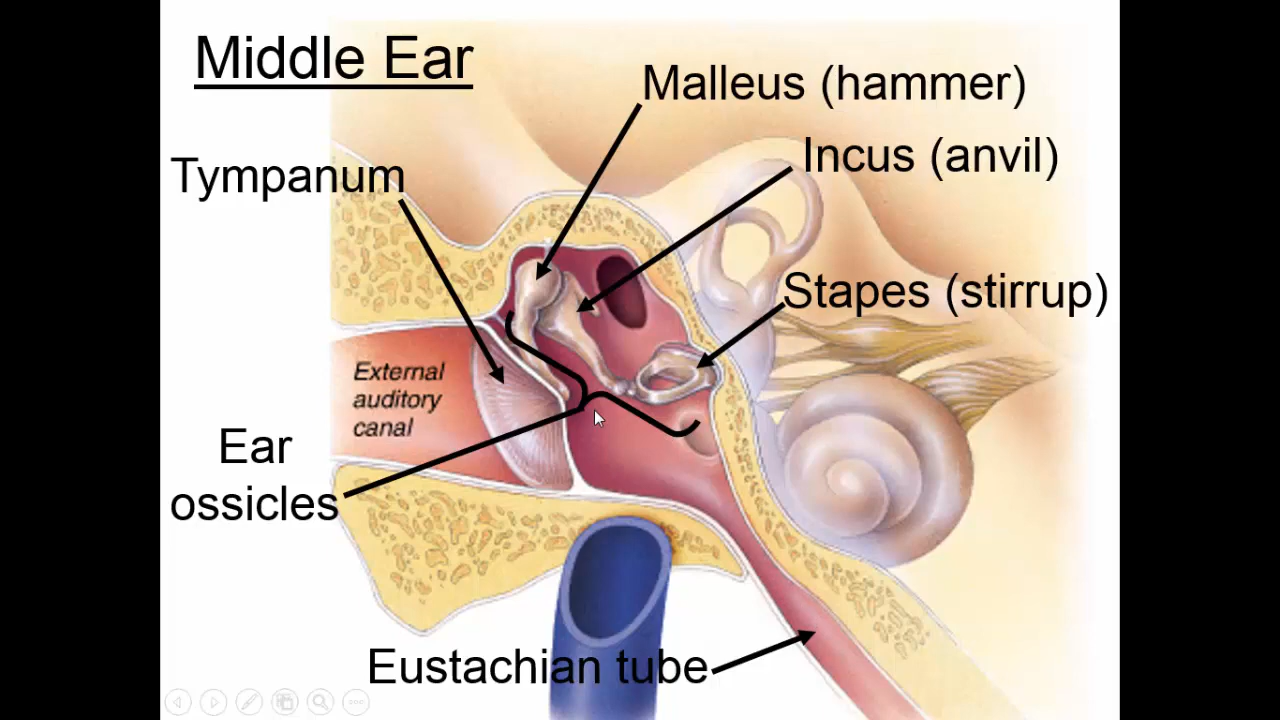 Middle Ear
Malleus (hammer)
Incus (anvil)
Tympanum
Stapes (stirrup)
External
auditory
canal
Ear
ossicles
Eustachian tube